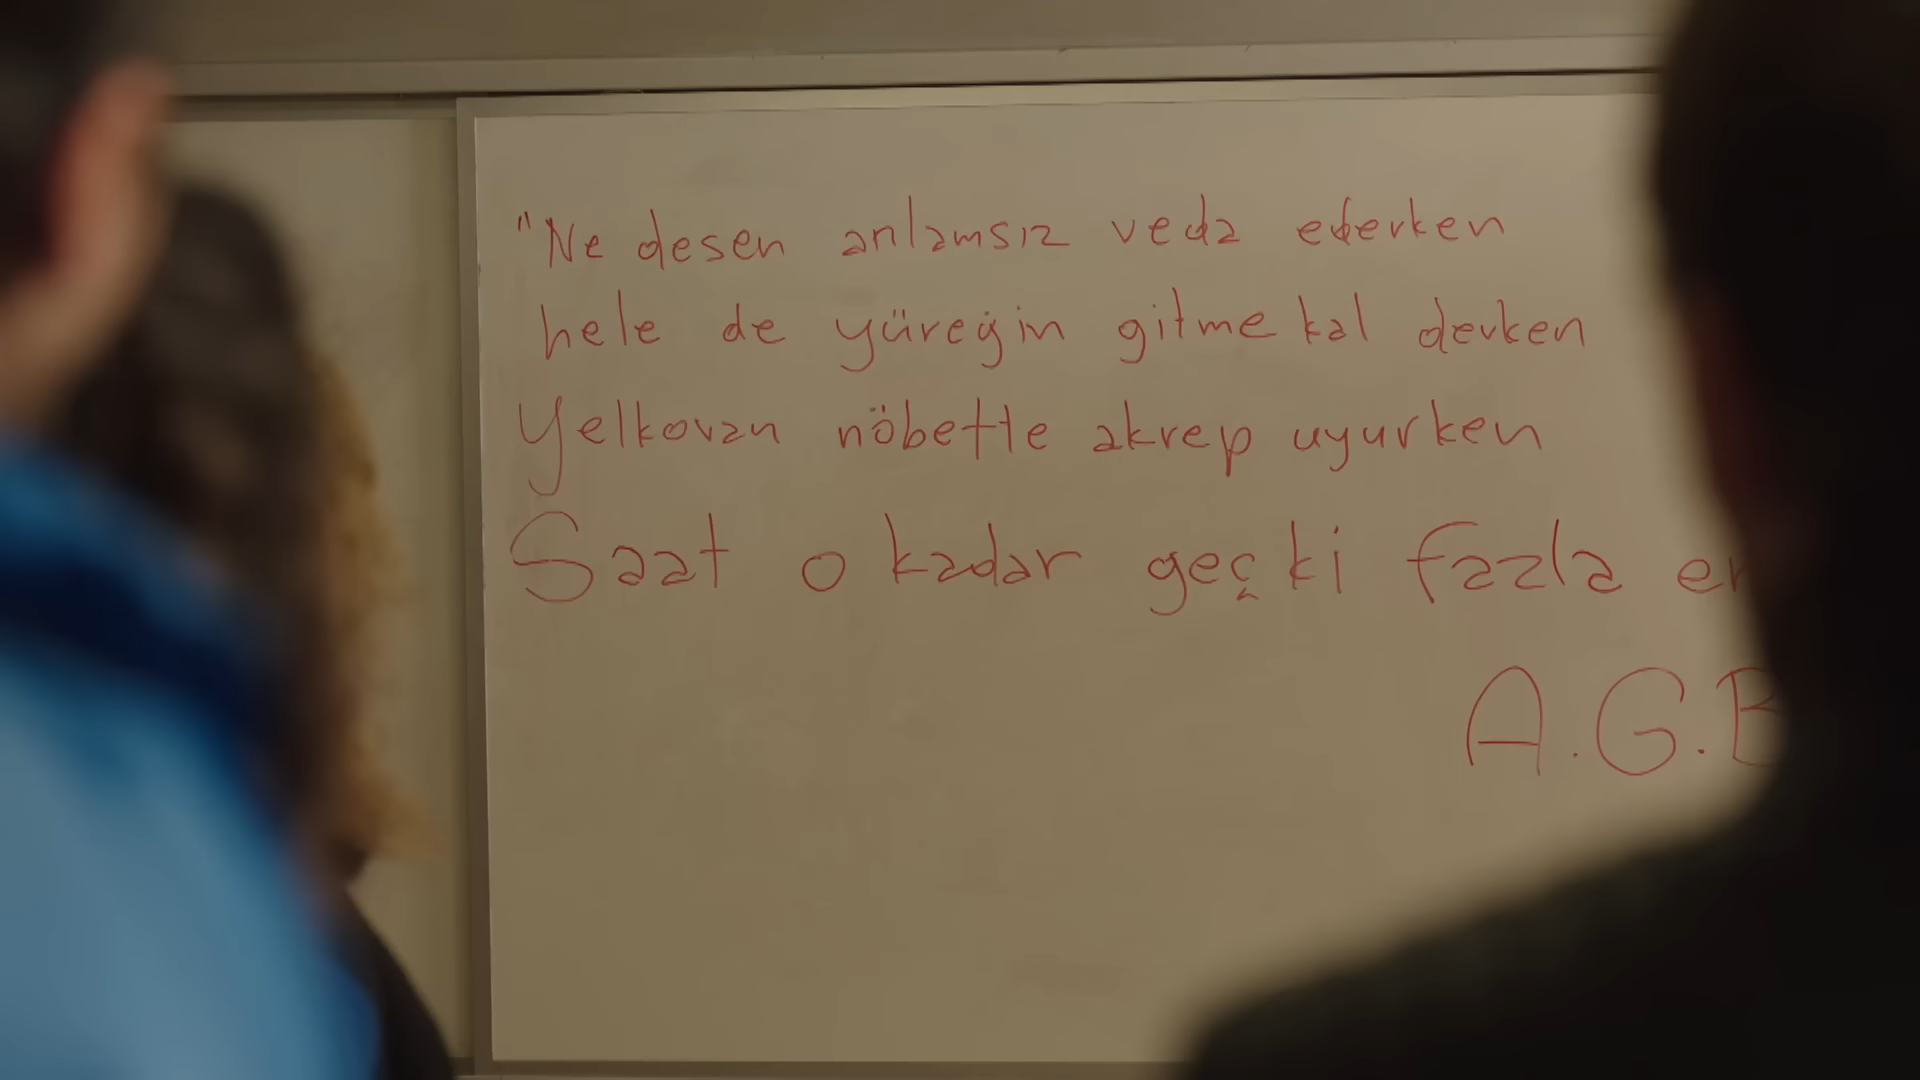 "Ne desen anlamsız veda ederken
hele de yüreğin gitme kal derken
Yelkovan nöbette akrep uyurken
Saat o kadar geç ki fazla
A.G.B